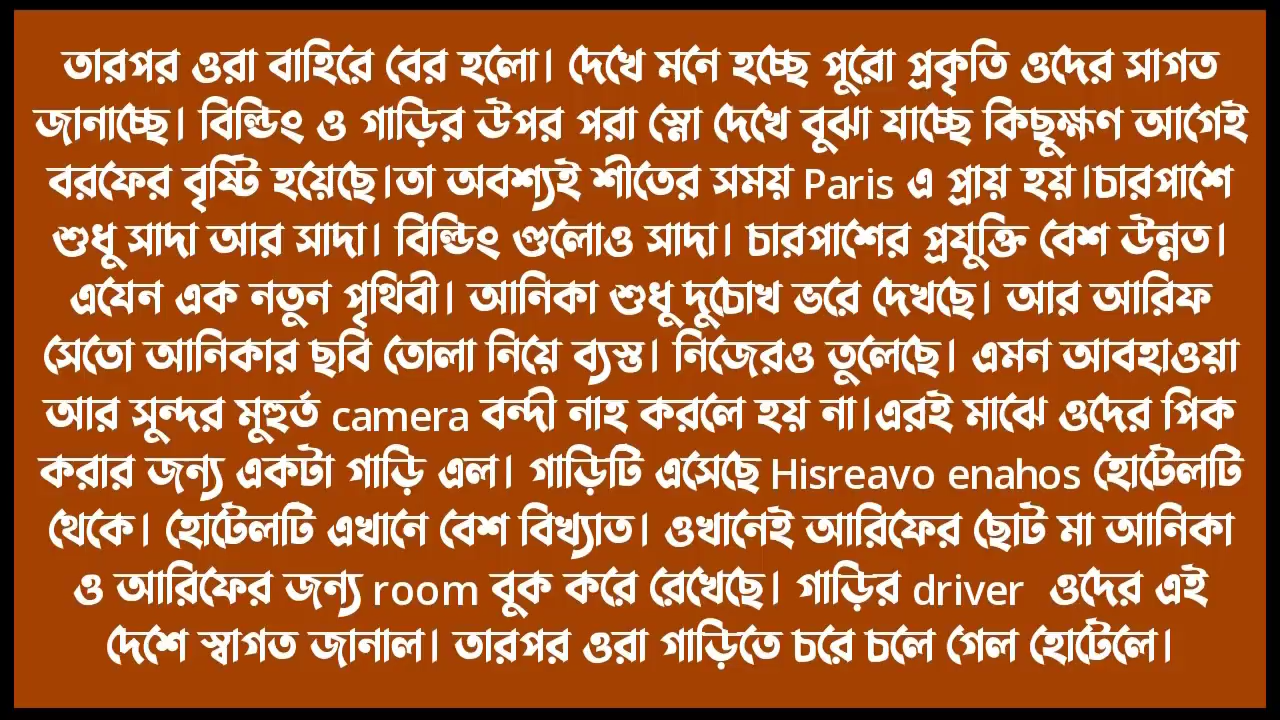 তারপর ওরা বাহিরে বের হলো। দেখে মনে হচ্ছে পুরো প্রকৃতি ওদের সাগত
জানাচ্ছে। বিল্ডিং ও গাড়ির উপর পরা স্নো দেখে বুঝা যাচ্ছে কিছুক্ষণ আগেই
বরফের বৃষ্টি হয়েছে।তা অবশ্যই শীতের সময় Paris এ প্রায় হয়।চারপাশে
শুধু সাদা আর সাদা। বিল্ডিং গুলোও সাদা। চারপাশের প্রযুক্তি বেশ উন্নত।
এযেন এক নতুন পৃথিবী। আনিকা শুধু দুচোখ ভরে দেখছে। আর আরিফ
সেতো আনিকার ছবি তোলা নিয়ে ব্যস্ত। নিজেরও তুলেছে। এমন আবহাওয়া
আর সুন্দর মুহুর্ত camera বন্দী নাহ করলে হয় না।এরই মাঝে ওদের পিক
করার জন্য একটা গাড়ি এল। গাড়িটি এসেছে Hisreavo enahos হোটেলটি
থেকে। হোটেলটি এখানে বেশ বিখ্যাত। ওখানেই আরিফের ছোট মা আনিকা
ও আরিফের জন্য room বুক করে রেখেছে। গাড়ির driver ওদের এই
দেশে স্বাগত জানাল। তারপর ওরা গাড়িতে চরে চলে গেল হোটেলে।